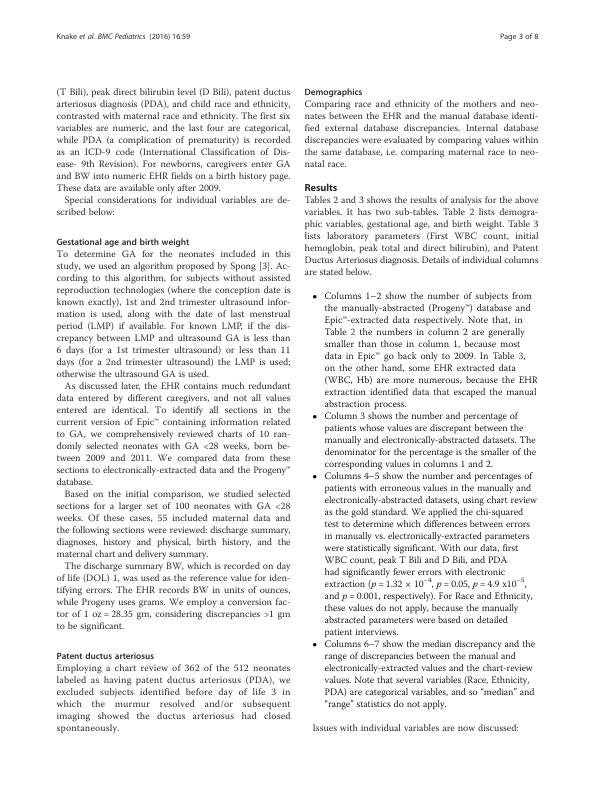 Knake et al. BMC Pediatrics (2016) 16:59
Page 3 of 8
(T Bili), peak direct bilirubin level (D Bili), patent ductus
arteriosus diagnosis (PDA), and child race and ethnicity,
contrasted with maternal race and ethnicity. The first six
variables are numeric, and the last four are categorical,
while PDA (a complication of prematurity) is recorded
as an ICD-9 code (International Classification of Dis-
ease- 9th Revision). For newborns, caregivers enter GA
and BW into numeric EHR fields on a birth history page.
These data are available only after 2009.
Special considerations for individual variables are de-
scribed below:
Gestational age and birth weight
To determine GA for the neonates included in this
study, we used an algorithm proposed by Spong [3]. Ac-
cording to this algorithm, for subjects without assisted
reproduction technologies (where the conception date is
known exactly), 1st and 2nd trimester ultrasound infor-
mation is used, along with the date of last menstrual
period (LMP) if available. For known LMP, if the dis-
crepancy between LMP and ultrasound GA is less than
6 days (for a 1st trimester ultrasound) or less than 11
days (for a 2nd trimester ultrasound) the LMP is used;
otherwise the ultrasound GA is used.
As discussed later, the EHR contains much redundant
data entered by different caregivers, and not all values
entered are identical. To identify all sections in the
current version of Epic™ containing information related
to GA, we comprehensively reviewed charts of 10 ran-
domly selected neonates with GA <28 weeks, born be-
tween 2009 and 2011. We compared data from these
sections to electronically-extracted data and the Progeny™
database.
Based on the initial comparison, we studied selected
sections for a larger set of 100 neonates with GA <28
weeks. Of these cases, 55 included maternal data and
the following sections were reviewed: discharge summary,
diagnoses, history and physical, birth history, and the
maternal chart and delivery summary.
The discharge summary BW, which is recorded on day
of life (DOL) 1, was used as the reference value for iden-
tifying errors. The EHR records BW in units of ounces,
while Progeny uses grams. We employ a conversion fac-
tor of 1 oz = 28.35 gm, considering discrepancies >1 gm
to be significant.
Patent ductus arteriosus
Employing a chart review of 362 of the 512 neonates
labeled as having patent ductus arteriosus (PDA), we
excluded subjects identified before day of life 3 in
which the murmur resolved and/or subsequent
imaging showed the ductus arteriosus had closed
spontaneously.
Demographics
Comparing race and ethnicity of the mothers and neo-
nates between the EHR and the manual database identi-
fied external database discrepancies. Internal database
discrepancies were evaluated by comparing values within
the same database, i.e. comparing maternal race to neo-
natal race.
Results
Tables 2 and 3 shows the results of analysis for the above
variables. It has two sub-tables. Table 2 lists demogra-
phic variables, gestational age, and birth weight. Table 3
lists laboratory parameters (First WBC count, initial
hemoglobin, peak total and direct bilirubin), and Patent
Ductus Arteriosus diagnosis. Details of individual columns
are stated below.
• Columns 1–2 show the number of subjects from
the manually-abstracted (Progeny™) database and
Epic™-extracted data respectively. Note that, in
Table 2 the numbers in column 2 are generally
smaller than those in column 1, because most
data in Epic™ go back only to 2009. In Table 3,
on the other hand, some EHR extracted data
(WBC, Hb) are more numerous, because the EHR
extraction identified data that escaped the manual
abstraction process.
• Column 3 shows the number and percentage of
patients whose values are discrepant between the
manually and electronically-abstracted datasets. The
denominator for the percentage is the smaller of the
corresponding values in columns 1 and 2.
• Columns 4–5 show the number and percentages of
patients with erroneous values in the manually and
electronically-abstracted datasets, using chart review
as the gold standard. We applied the chi-squared
test to determine which differences between errors
in manually vs. electronically-extracted parameters
were statistically significant. With our data, first
WBC count, peak T Bili and D Bili, and PDA
had significantly fewer errors with electronic
extraction (p = 1.32 × 10⁻⁴, p = 0.05, p = 4.9 x10⁻⁵,
and p = 0.001, respectively). For Race and Ethnicity,
these values do not apply, because the manually
abstracted parameters were based on detailed
patient interviews.
• Columns 6–7 show the median discrepancy and the
range of discrepancies between the manual and
electronically-extracted values and the chart-review
values. Note that several variables (Race, Ethnicity,
PDA) are categorical variables, and so “median” and
“range” statistics do not apply.
Issues with individual variables are now discussed: